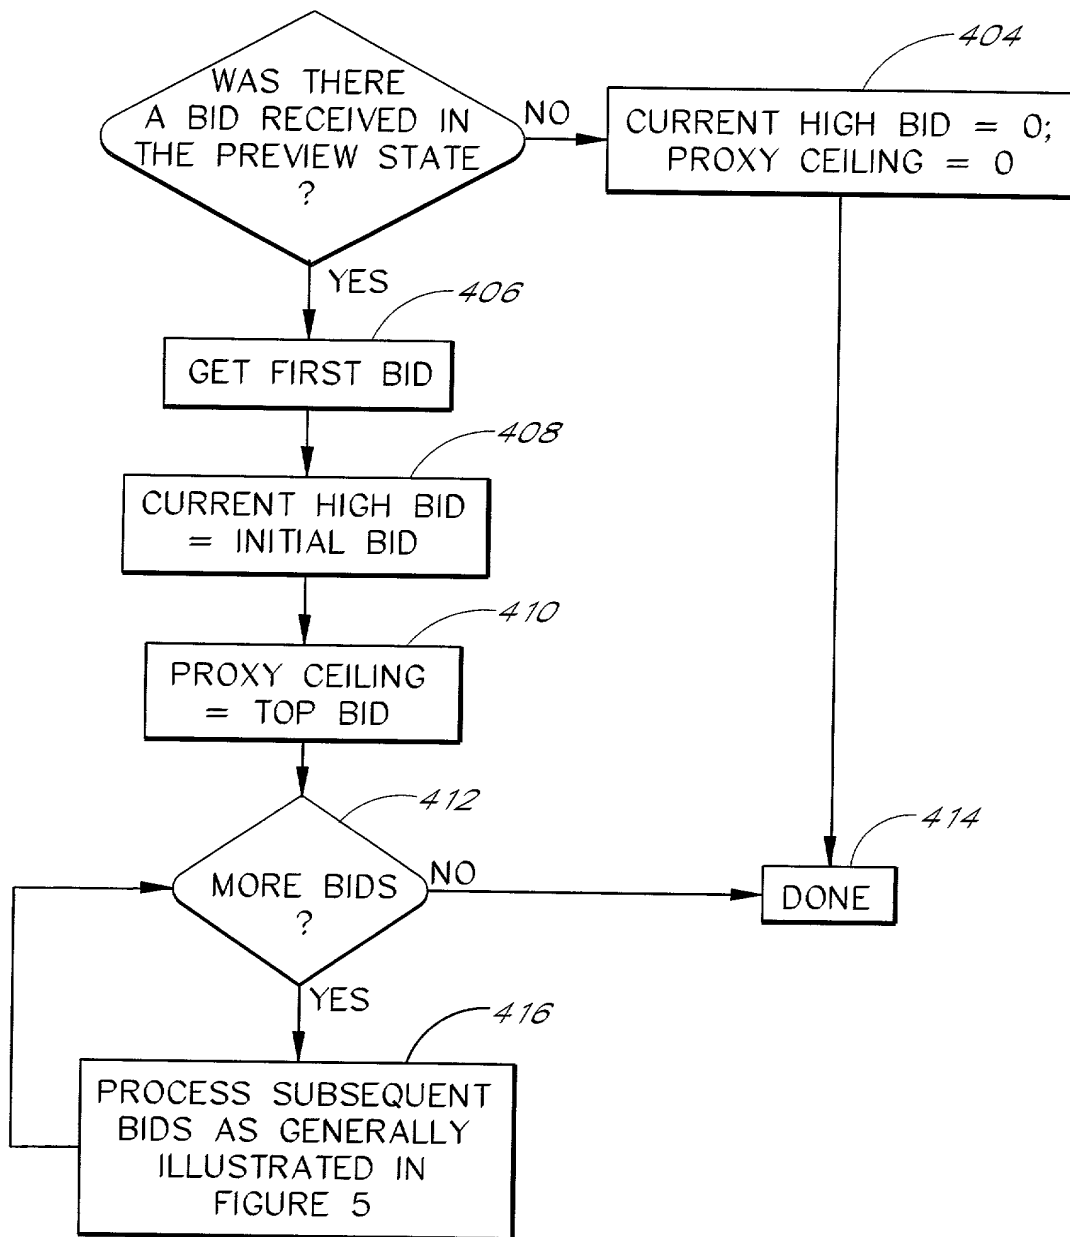 WAS THERE
A BID RECEIVED IN
THE PREVIEW STATE
?
NO
404
CURRENT HIGH BID = 0;
PROXY CEILING = 0
YES
406
GET FIRST BID
408
CURRENT HIGH BID
= INITIAL BID
410
PROXY CEILING
= TOP BID
412
MORE BIDS
?
NO
414
DONE
YES
416
PROCESS SUBSEQUENT
BIDS AS GENERALLY
ILLUSTRATED IN
FIGURE 5